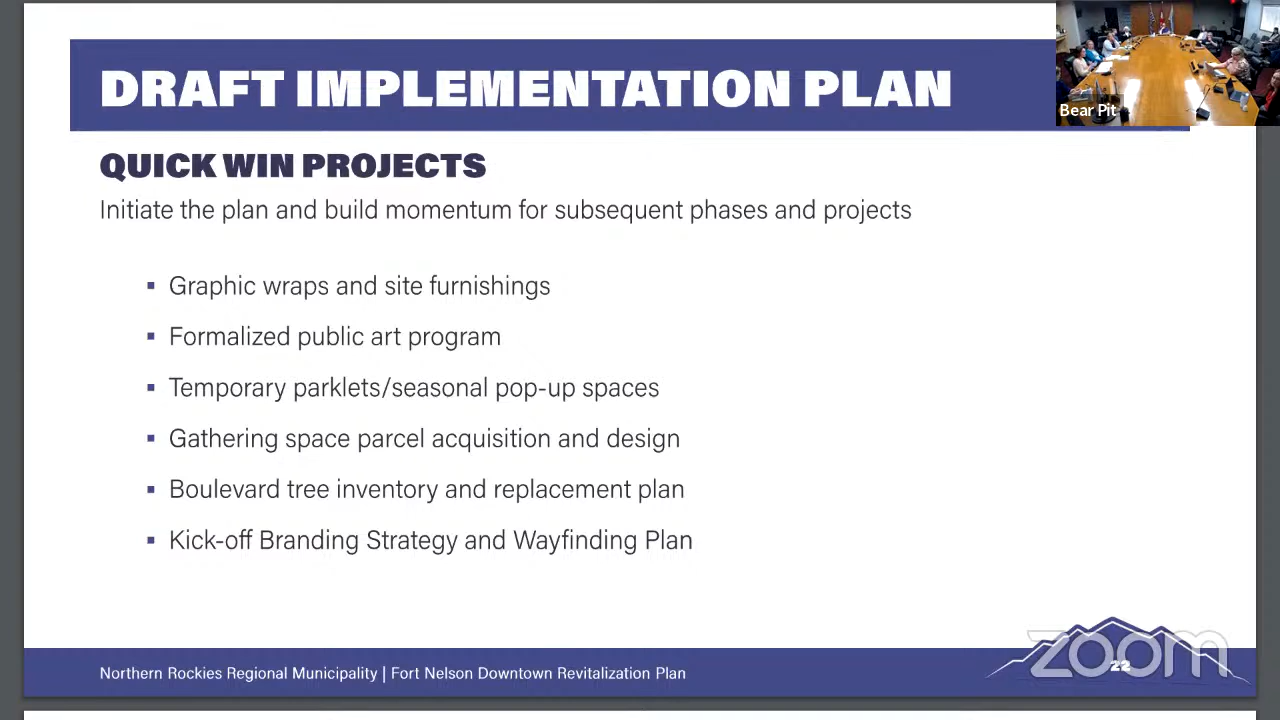 DRAFT IMPLEMENTATION PLAN
Bear Pit
QUICK WIN PROJECTS
Initiate the plan and build momentum for subsequent phases and projects
▪ Graphic wraps and site furnishings
▪ Formalized public art program
▪ Temporary parklets/seasonal pop-up spaces
▪ Gathering space parcel acquisition and design
▪ Boulevard tree inventory and replacement plan
▪ Kick-off Branding Strategy and Wayfinding Plan
Northern Rockies Regional Municipality | Fort Nelson Downtown Revitalization Plan
22
zoom